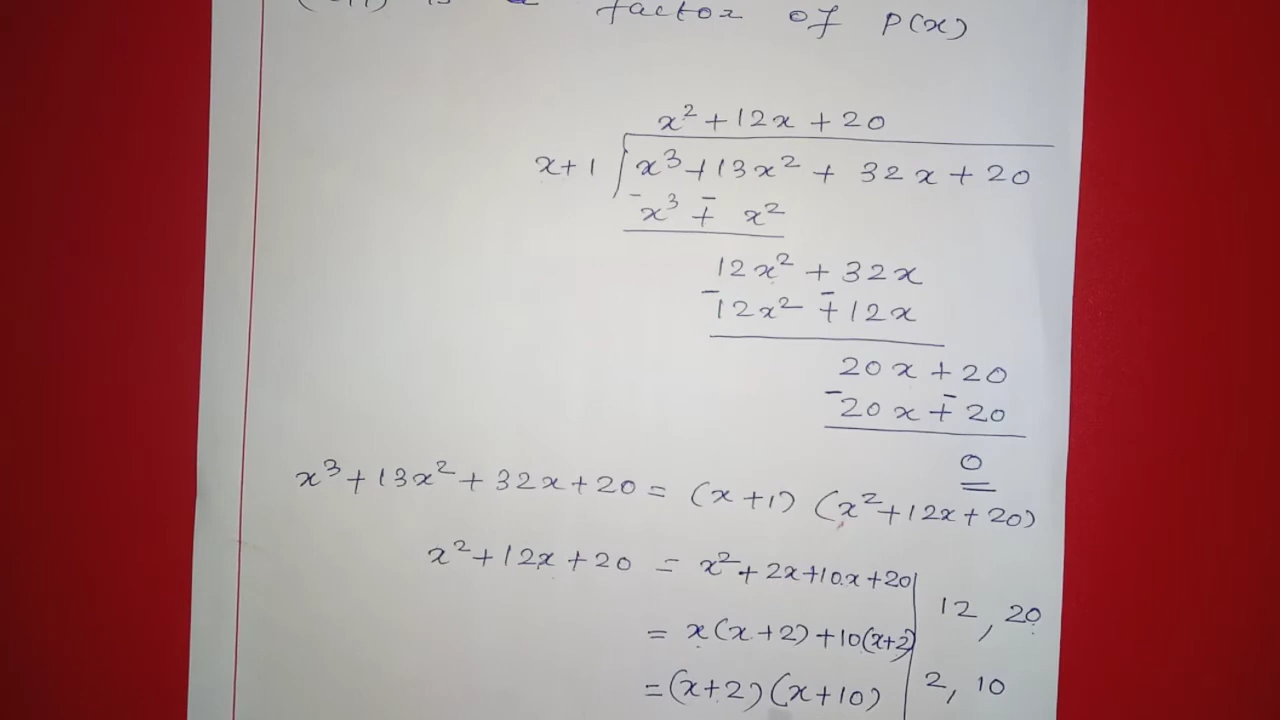 is a factor of p(x)
x² + 12x + 20
x + 1 | x³ + 13x² + 32x + 20
- x³ ∓ x²
12x² + 32x
- 12x² ∓ 12x
20x + 20
- 20x ∓ 20
0
x³ + 13x² + 32x + 20 = (x + 1) (x² + 12x + 20)
x² + 12x + 20 = x² + 2x + 10x + 20 | 12, 20
= x(x + 2) + 10(x + 2)
= (x + 2) (x + 10) | 2, 10